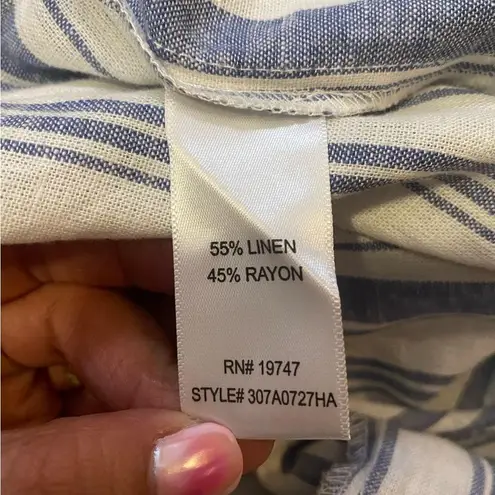 55% LINEN
45% RAYON
RN# 19747
STYLE# 307A0727HA